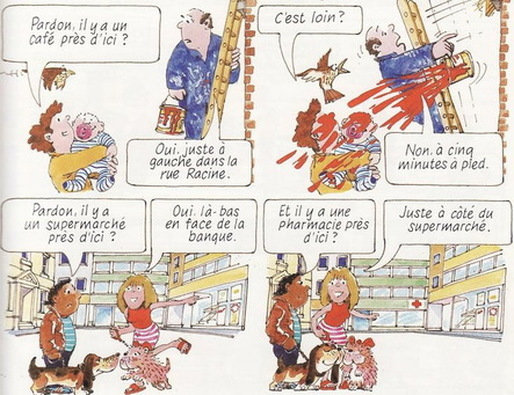 Pardon, il y a un
café près d'ici ?
Oui, juste à
gauche dans la
rue Racine.
C'est loin?
Non, à cinq
minutes à pied.
Pardon, il y a
un supermarché
près d'ici ?
Oui, là-bas
en face de la
banque.
Et il y a une
pharmacie près
d'ici ?
Juste à côté du
supermarché.